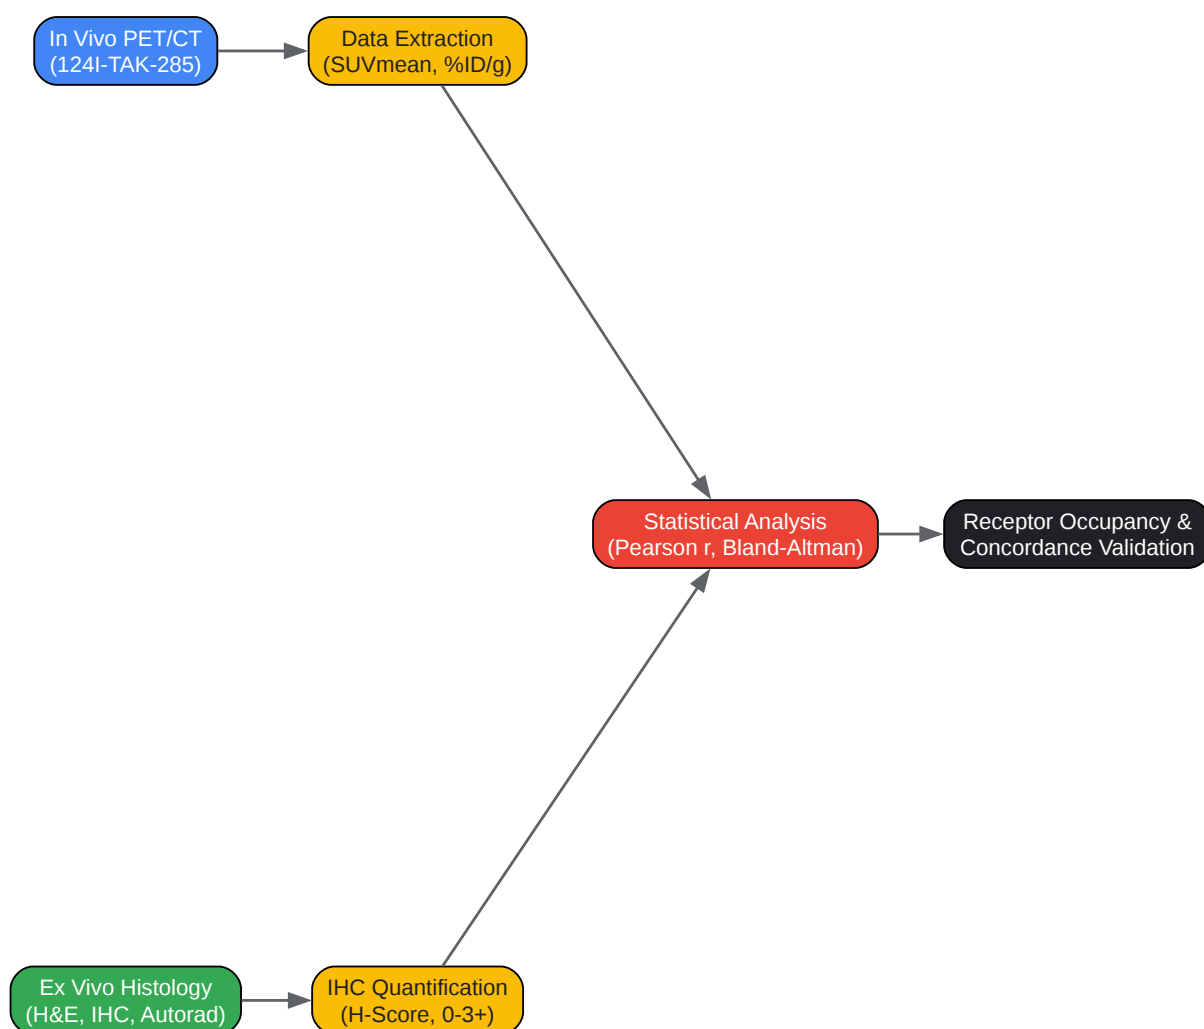 In Vivo PET/CT
(124I-TAK-285)
Data Extraction
(SUVmean, %ID/g)
Statistical Analysis
(Pearson r, Bland-Altman)
Receptor Occupancy &
Concordance Validation
Ex Vivo Histology
(H&E, IHC, Autorad)
IHC Quantification
(H-Score, 0-3+)